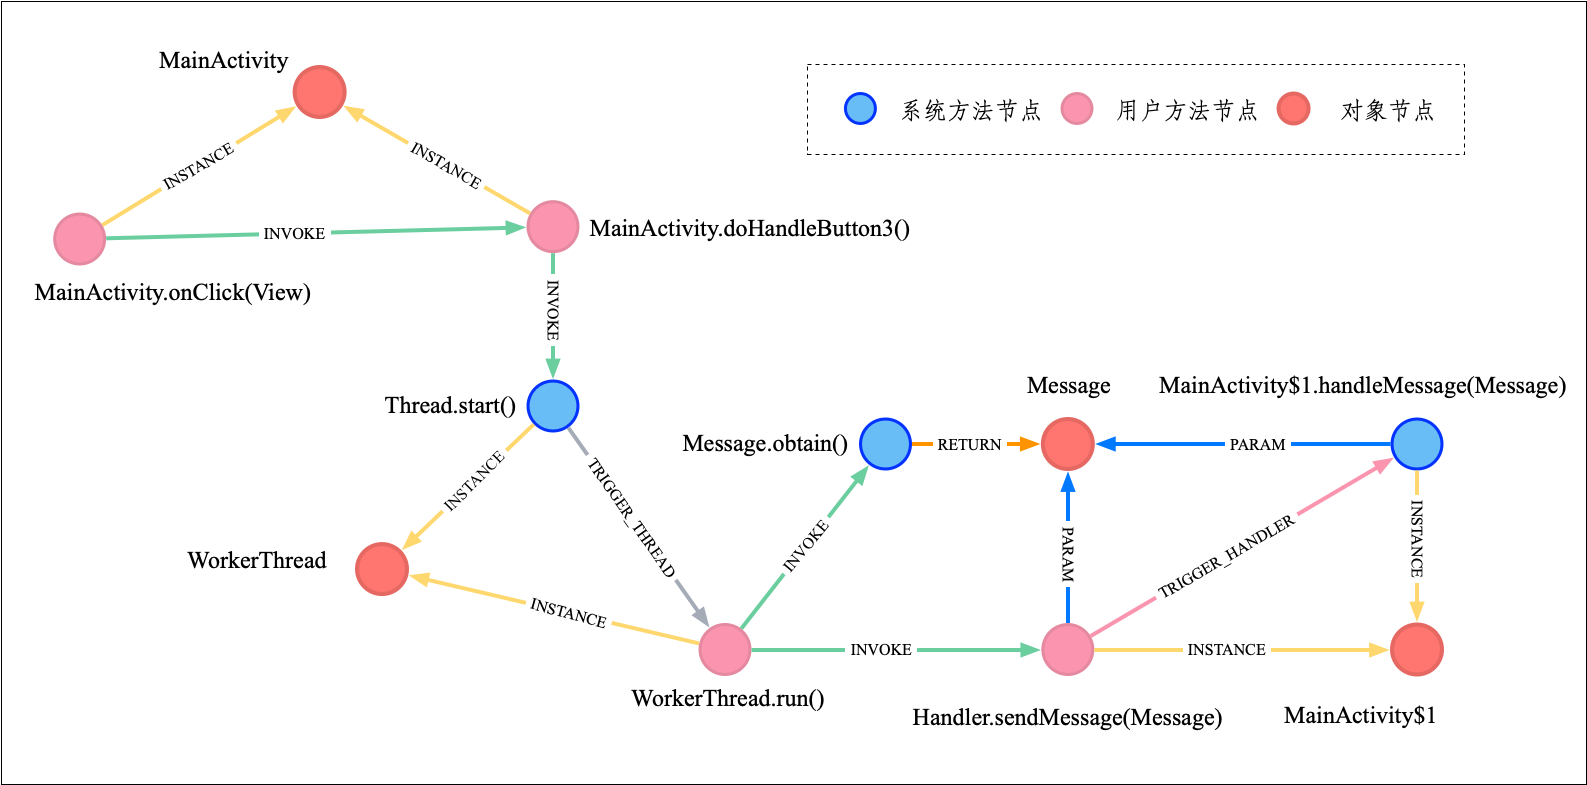 MainActivity
系统方法节点
用户方法节点
对象节点
INSTANCE
INSTANCE
INVOKE
MainActivity.doHandleButton3()
MainActivity.onClick(View)
INVOKE
Thread.start()
Message
MainActivity$1.handleMessage(Message)
Message.obtain()
RETURN
PARAM
INSTANCE
TRIGGER_THREAD
INVOKE
PARAM
TRIGGER_HANDLER
INSTANCE
WorkerThread
INSTANCE
INVOKE
INSTANCE
WorkerThread.run()
Handler.sendMessage(Message)
MainActivity$1